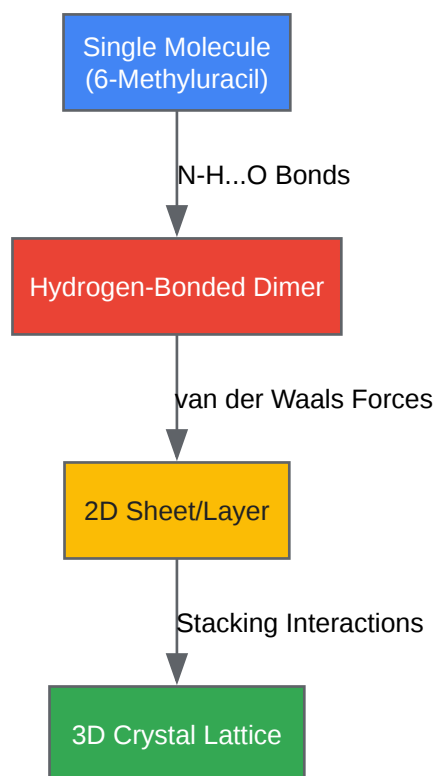 Single Molecule
(6-Methyluracil)
N-H...O Bonds
Hydrogen-Bonded Dimer
van der Waals Forces
2D Sheet/Layer
Stacking Interactions
3D Crystal Lattice